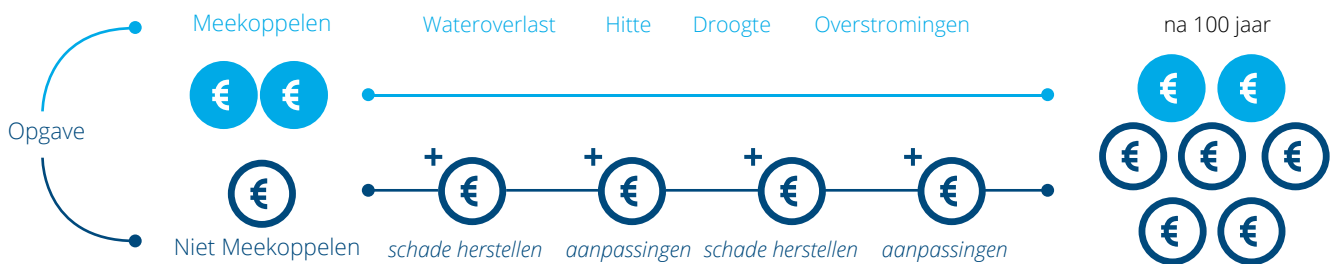 Meekoppelen Wateroverlast Hitte Droogte Overstromingen na 100 jaar
€ € € €
Opgave
€ € €
+ + + +
€ € € € €
€ €
Niet Meekoppelen schade herstellen aanpassingen schade herstellen aanpassingen